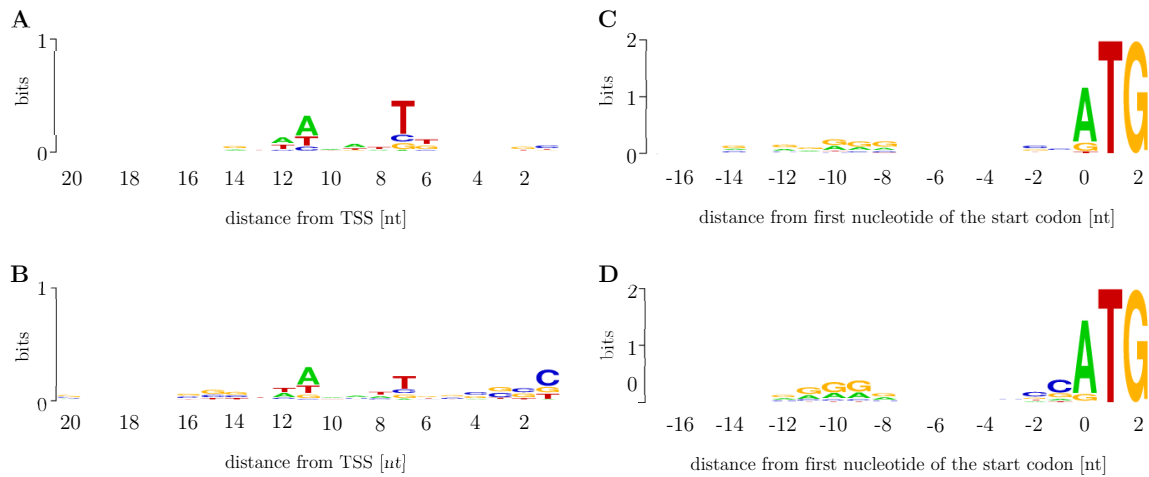 A
1
bits
0
20 18 16 14 12 10 8 6 4 2
distance from TSS [nt]
B
1
bits
0
20 18 16 14 12 10 8 6 4 2
distance from TSS [nt]
C
2
bits
1
0
A T G
-16 -14 -12 -10 -8 -6 -4 -2 0 2
distance from first nucleotide of the start codon [nt]
D
2
bits
1
0
A T G
-16 -14 -12 -10 -8 -6 -4 -2 0 2
distance from first nucleotide of the start codon [nt]